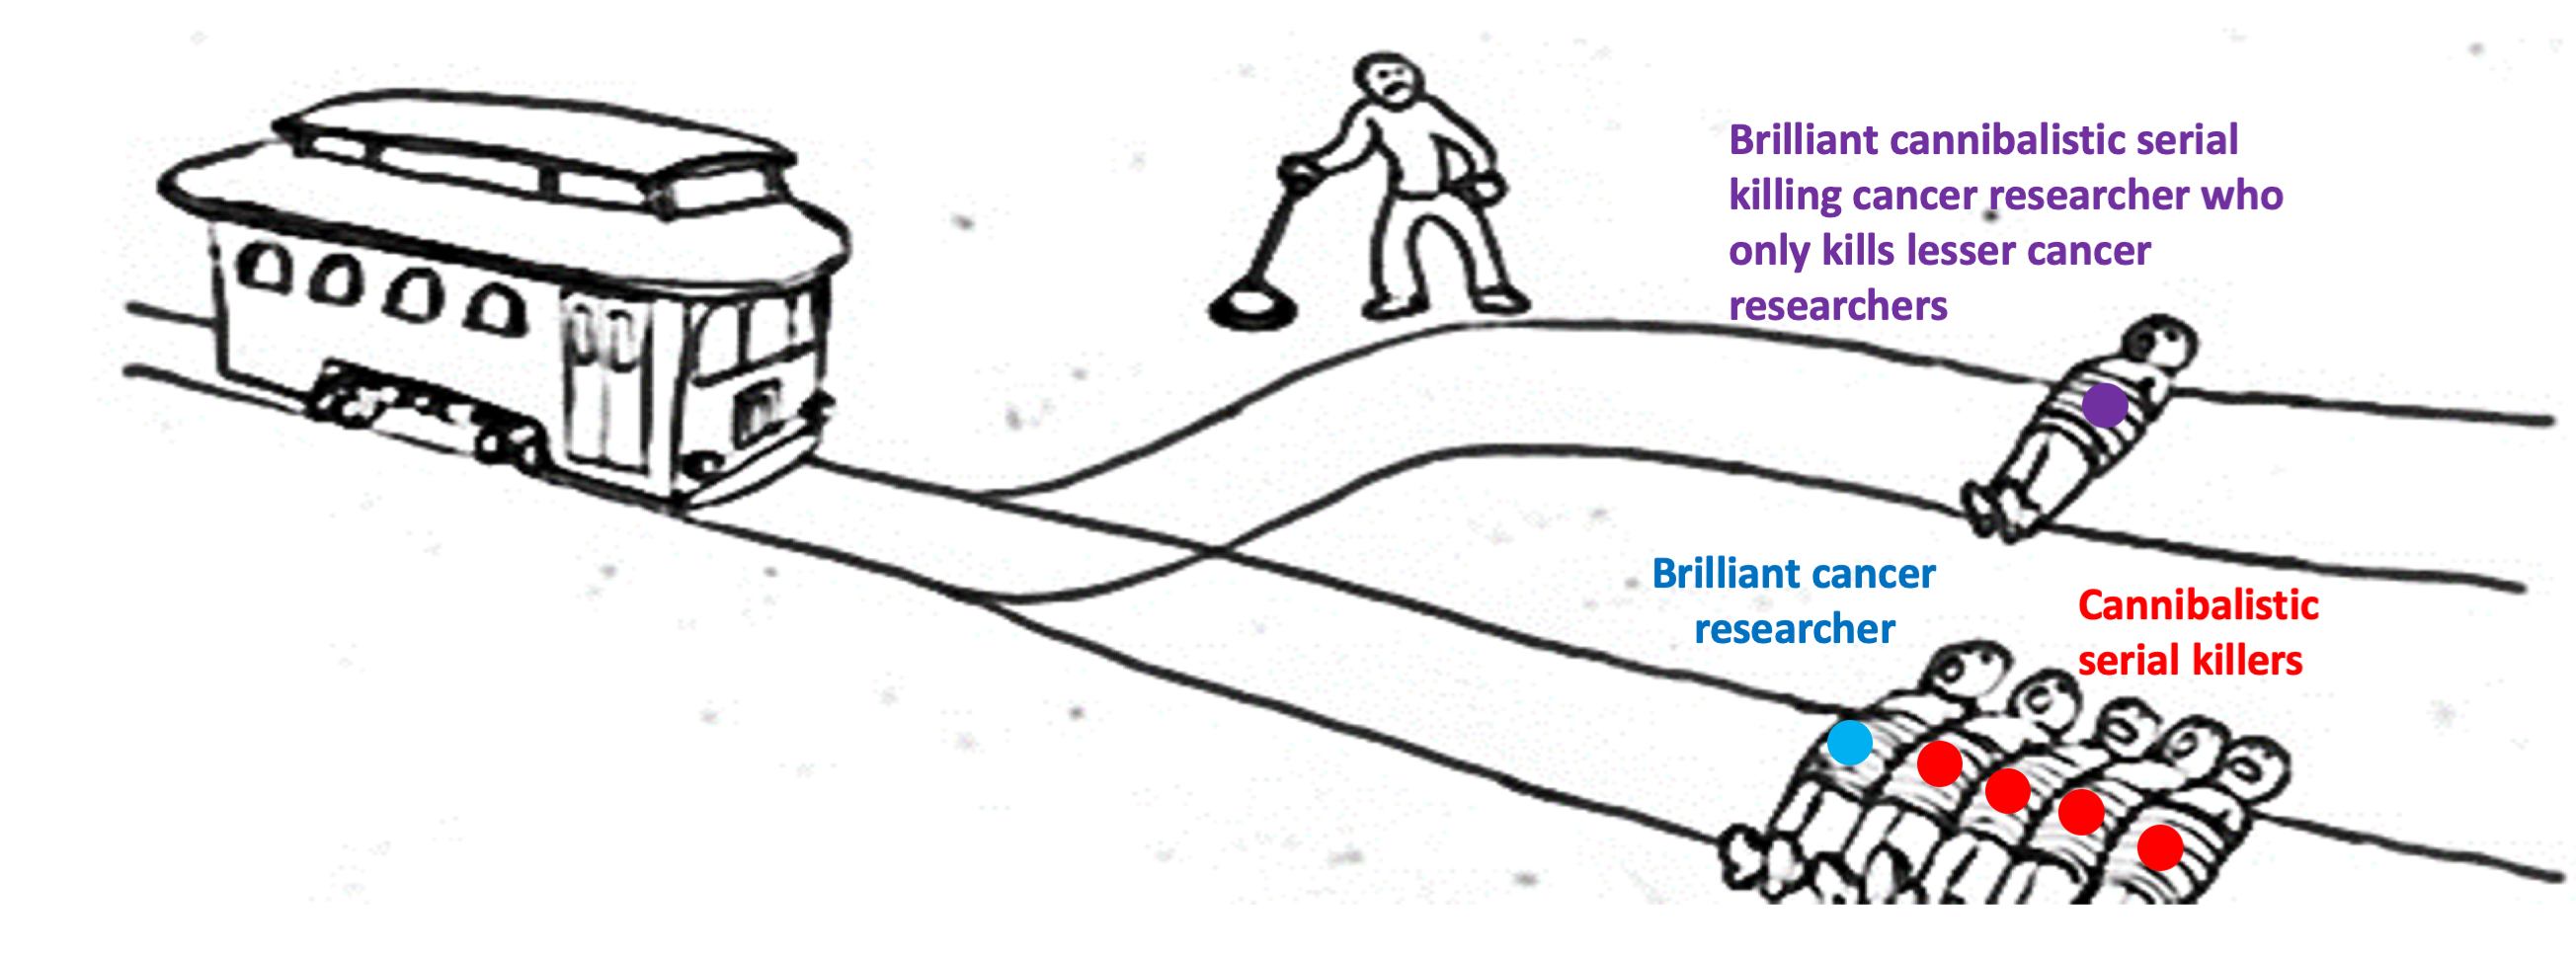 Brilliant cannibalistic serial
killing cancer researcher who
only kills lesser cancer
researchers
Brilliant cancer
researcher
Cannibalistic
serial killers